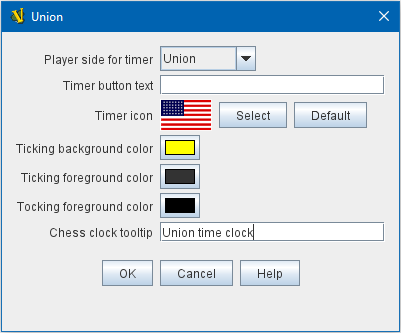 Union
Player side for timer Union
Timer button text
Timer icon Select Default
Ticking background color
Ticking foreground color
Tocking foreground color
Chess clock tooltip Union time clock
OK Cancel Help